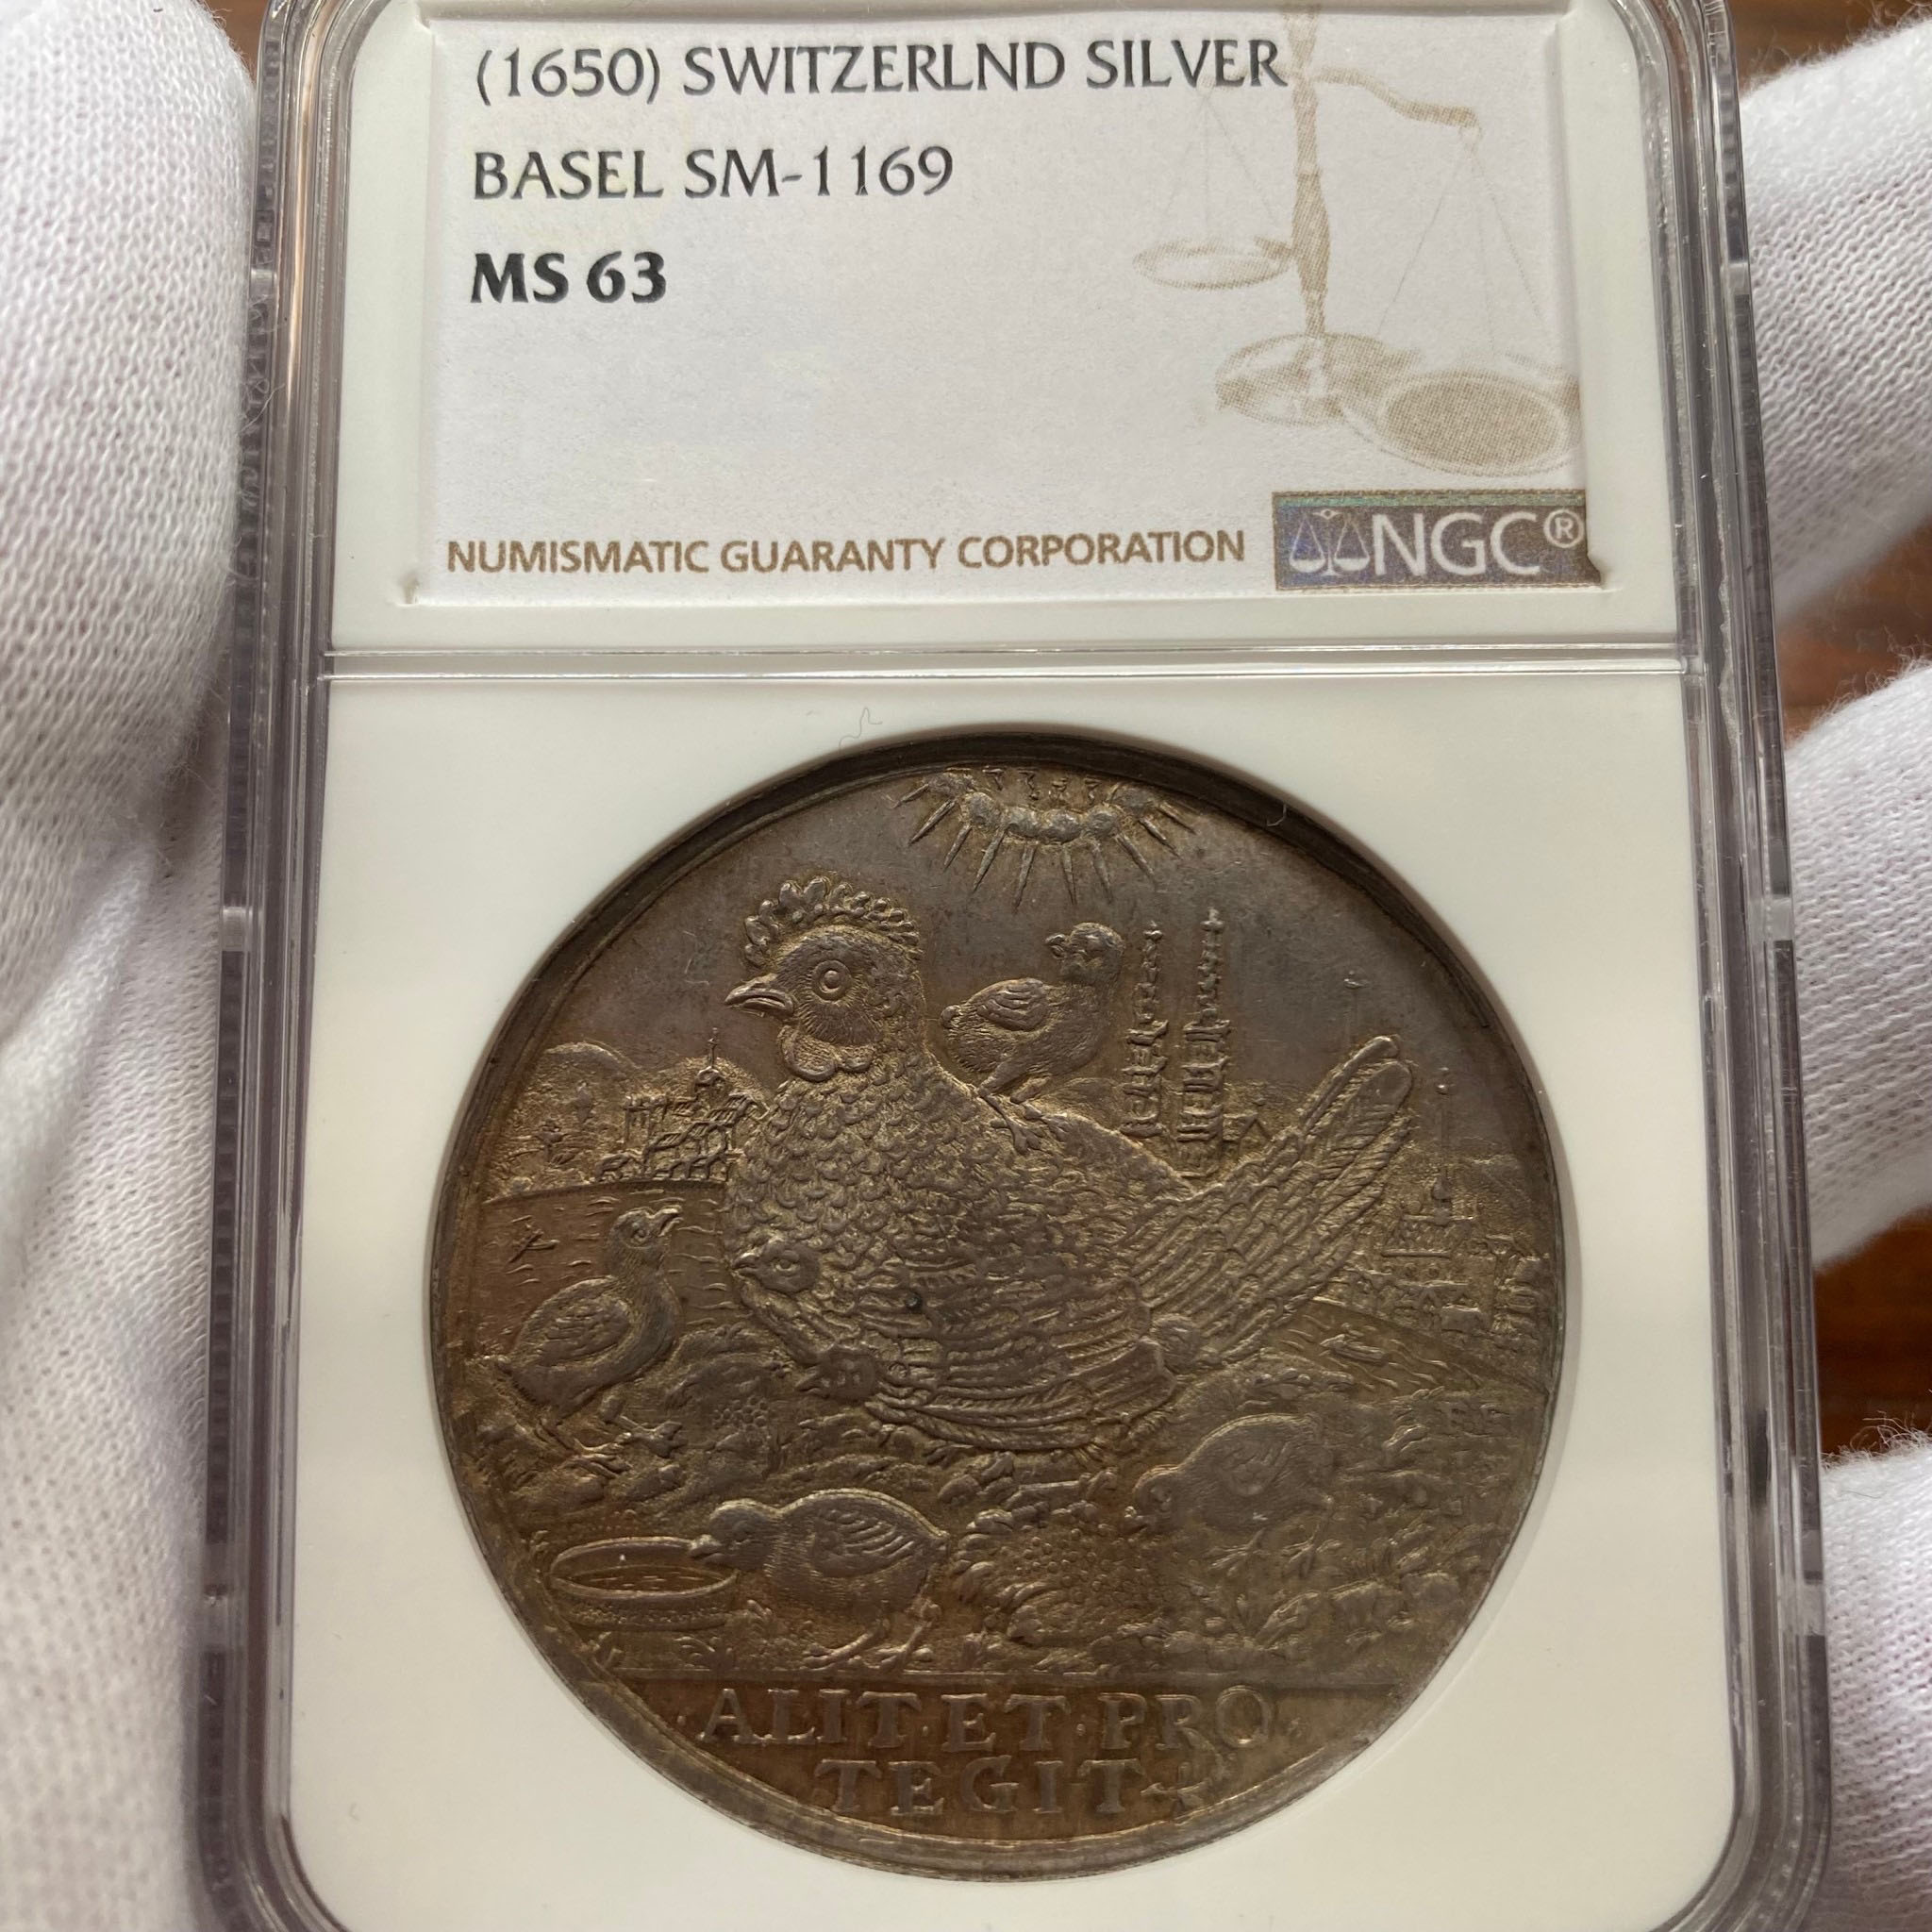 (1650) SWITZERLND SILVER
BASEL SM-1169
MS 63
NUMISMATIC GUARANTY CORPORATION NGC®
·ALIT·ET·PRO
TEGIT